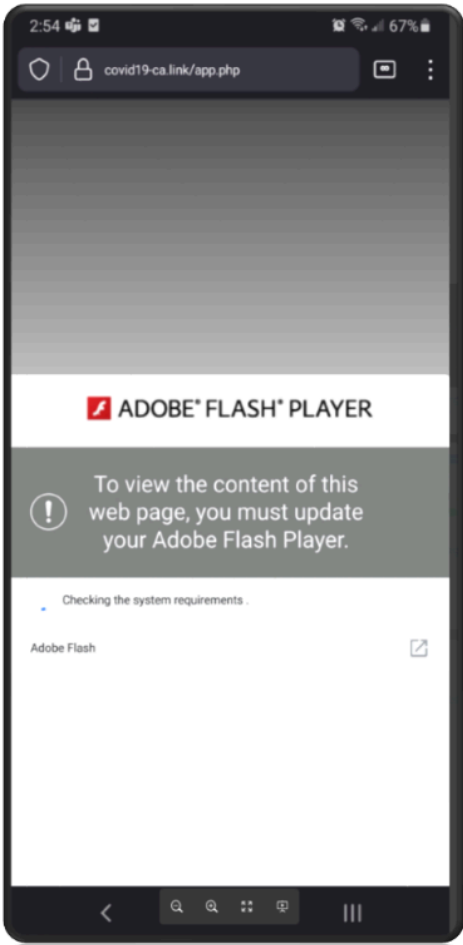 2:54 67%
covid19-ca.link/app.php
ADOBE® FLASH® PLAYER
To view the content of this
web page, you must update
your Adobe Flash Player.
Checking the system requirements .
Adobe Flash